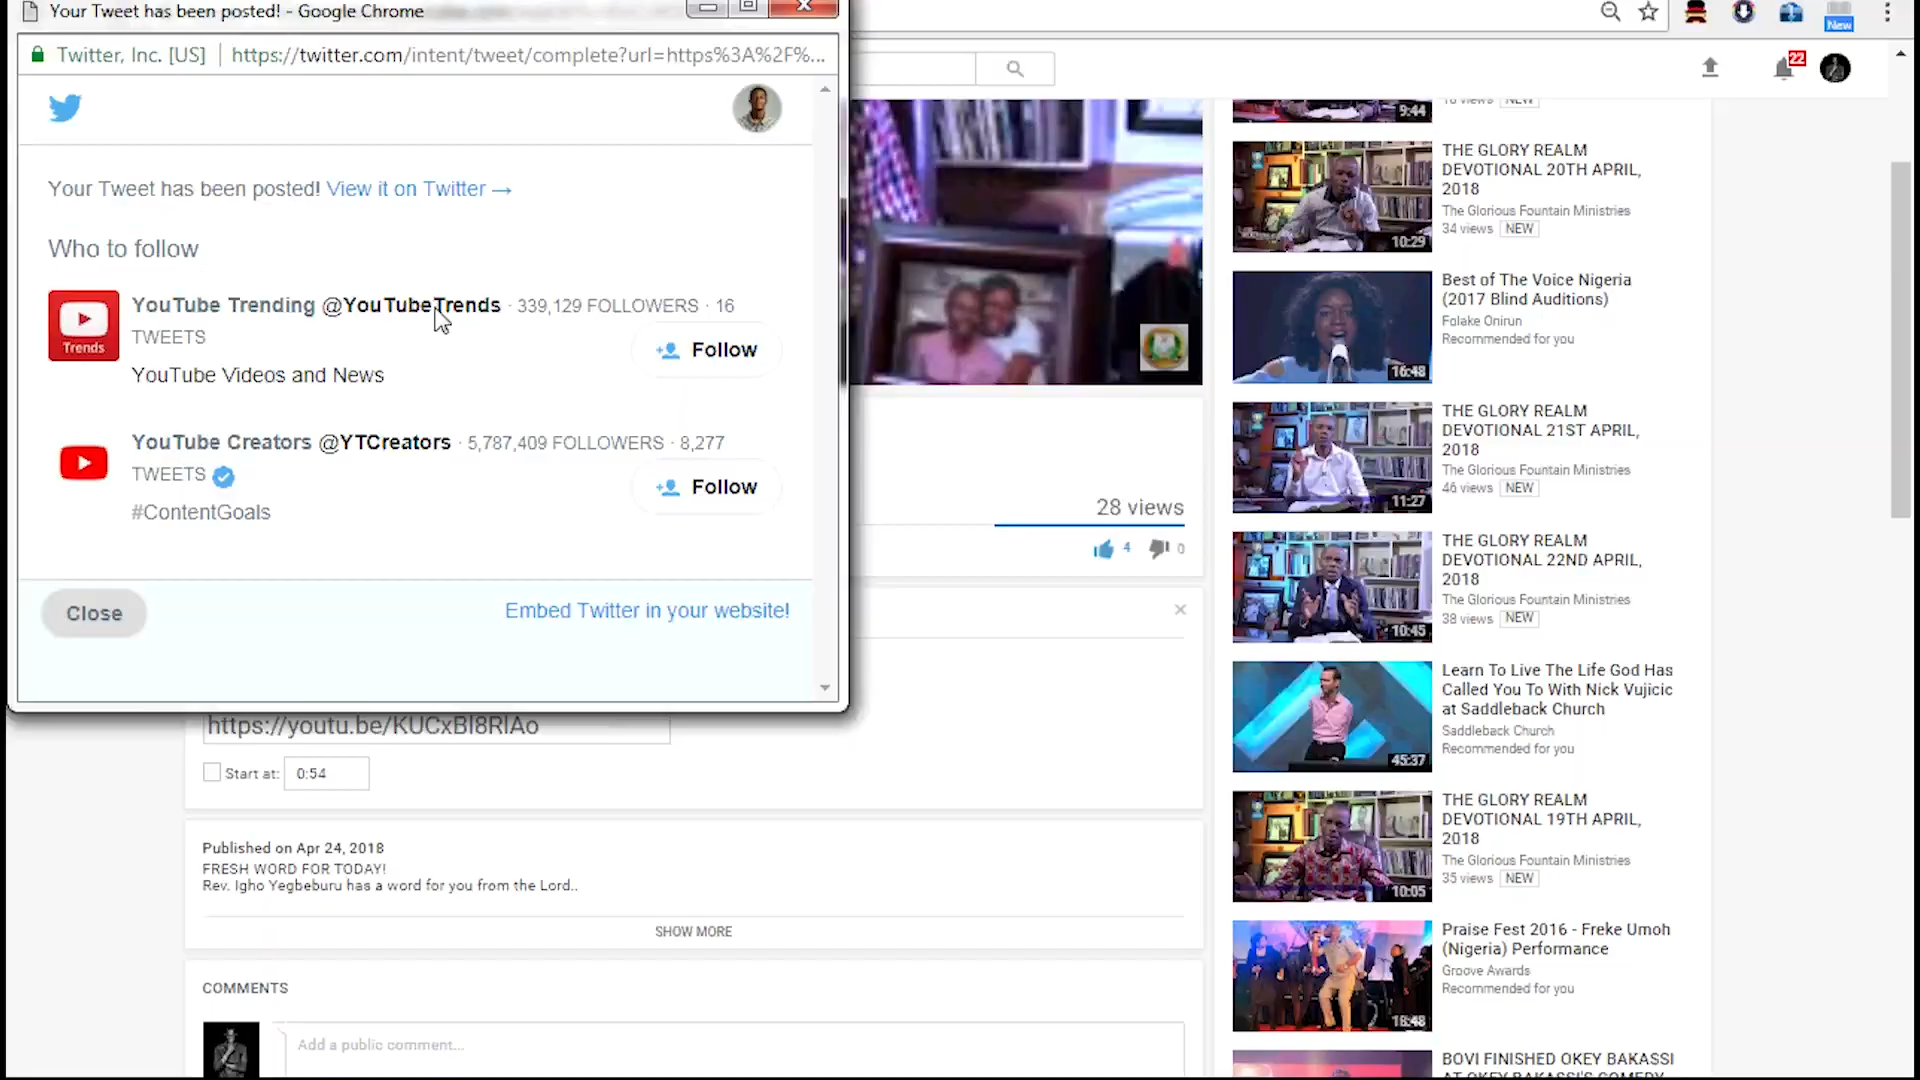 Your Tweet has been posted! - Google Chrome
Twitter, Inc. [US]
https://twitter.com/intent/tweet/complete?url=https%3A%2F%...
New
22
Your Tweet has been posted! View it on Twitter →
Who to follow
YouTube Trending @YouTubeTrends · 339,129 FOLLOWERS · 16
TWEETS
Trends
Follow
YouTube Videos and News
YouTube Creators @YTCreators · 5,787,409 FOLLOWERS · 8,277
TWEETS
Follow
#ContentGoals
Close
Embed Twitter in your website!
28 views
4
0
https://youtu.be/KUCxBl8RlAo
Start at:
0:54
Published on Apr 24, 2018
FRESH WORD FOR TODAY!
Rev. Igho Yegbeburu has a word for you from the Lord..
SHOW MORE
COMMENTS
Add a public comment...
9:44
NEW
THE GLORY REALM
DEVOTIONAL 20TH APRIL,
2018
The Glorious Fountain Ministries
34 views NEW
10:29
Best of The Voice Nigeria
(2017 Blind Auditions)
Folake Onirun
Recommended for you
16:48
THE GLORY REALM
DEVOTIONAL 21ST APRIL,
2018
The Glorious Fountain Ministries
46 views NEW
11:27
THE GLORY REALM
DEVOTIONAL 22ND APRIL,
2018
The Glorious Fountain Ministries
38 views NEW
10:45
Learn To Live The Life God Has
Called You To With Nick Vujicic
at Saddleback Church
Saddleback Church
Recommended for you
45:37
THE GLORY REALM
DEVOTIONAL 19TH APRIL,
2018
The Glorious Fountain Ministries
35 views NEW
10:05
Praise Fest 2016 - Freke Umoh
(Nigeria) Performance
Groove Awards
Recommended for you
18:48
BOVI FINISHED OKEY BAKASSI
AT OKEY BAKASSI'S COMEDY